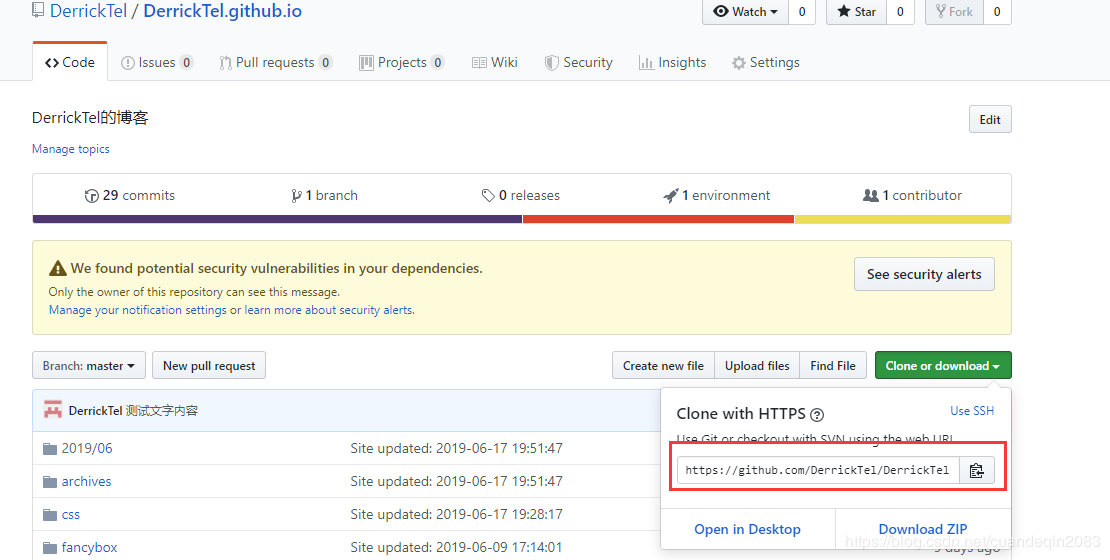 DerrickTel / DerrickTel.github.io
Watch 0 Star 0 Fork 0
Code Issues 0 Pull requests 0 Projects 0 Wiki Security Insights Settings
DerrickTel的博客
Edit
Manage topics
29 commits 1 branch 0 releases 1 environment 1 contributor
We found potential security vulnerabilities in your dependencies.
Only the owner of this repository can see this message.
Manage your notification settings or learn more about security alerts.
See security alerts
Branch: master New pull request Create new file Upload files Find File Clone or download
DerrickTel 测试文字内容
Clone with HTTPS Use SSH
Use Git or checkout with SVN using the web URL.
https://github.com/DerrickTel/DerrickTel
Open in Desktop Download ZIP
2019/06 Site updated: 2019-06-17 19:51:47
archives Site updated: 2019-06-17 19:51:47
css Site updated: 2019-06-17 19:28:17
fancybox Site updated: 2019-06-09 17:14:01
9 days ago
https://blog.csdn.net/cuandeqin2083